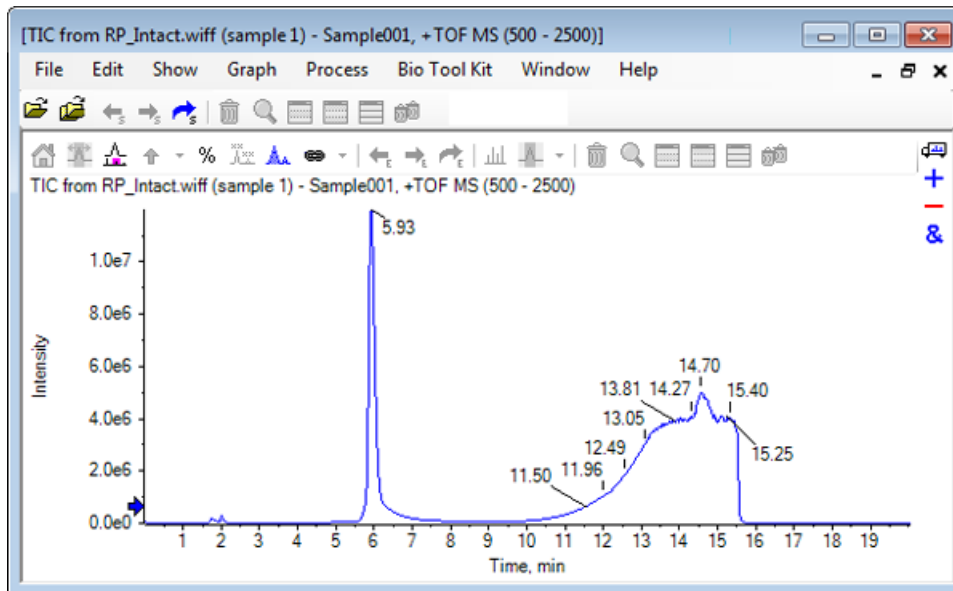 [TIC from RP_Intact.wiff (sample 1) - Sample001, +TOF MS (500 - 2500)]
File Edit Show Graph Process Bio Tool Kit Window Help
S S S
% E E E
TIC from RP_Intact.wiff (sample 1) - Sample001, +TOF MS (500 - 2500)
&
5.93
1.0e7
8.0e6
6.0e6
4.0e6
2.0e6
0.0e0
Intensity
14.70
13.81 14.27 15.40
13.05
12.49
11.96
11.50
15.25
1 2 3 4 5 6 7 8 9 10 11 12 13 14 15 16 17 18 19
Time, min